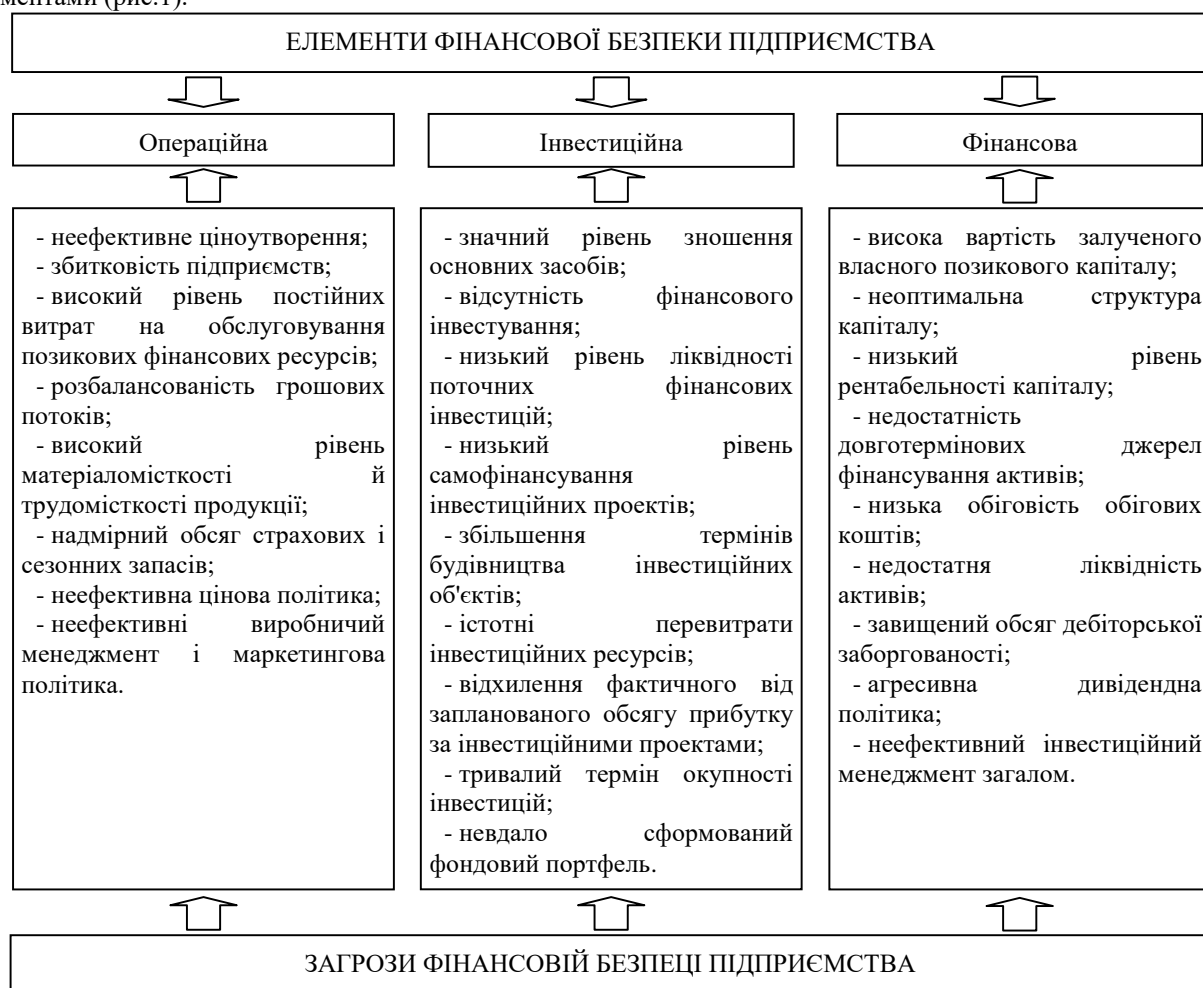 ментами (рис.1).
ЕЛЕМЕНТИ ФІНАНСОВОЇ БЕЗПЕКИ ПІДПРИЄМСТВА
Операційна
Інвестиційна
Фінансова
- неефективне ціноутворення;
- збитковість підприємств;
- високий рівень постійних
витрат на обслуговування
позикових фінансових ресурсів;
- розбалансованість грошових
потоків;
- високий рівень
матеріаломісткості й
трудомісткості продукції;
- надмірний обсяг страхових і
сезонних запасів;
- неефективна цінова політика;
- неефективні виробничий
менеджмент і маркетингова
політика.
- значний рівень зношення
основних засобів;
- відсутність фінансового
інвестування;
- низький рівень ліквідності
поточних фінансових
інвестицій;
- низький рівень
самофінансування
інвестиційних проектів;
- збільшення термінів
будівництва інвестиційних
об'єктів;
- істотні перевитрати
інвестиційних ресурсів;
- відхилення фактичного від
запланованого обсягу прибутку
за інвестиційними проектами;
- тривалий термін окупності
інвестицій;
- невдало сформований
фондовий портфель.
- висока вартість залученого
власного позикового капіталу;
- неоптимальна структура
капіталу;
- низький рівень
рентабельності капіталу;
- недостатність
довготермінових джерел
фінансування активів;
- низька обіговість обігових
коштів;
- недостатня ліквідність
активів;
- завищений обсяг дебіторської
заборгованості;
- агресивна дивідендна
політика;
- неефективний інвестиційний
менеджмент загалом.
ЗАГРОЗИ ФІНАНСОВІЙ БЕЗПЕЦІ ПІДПРИЄМСТВА